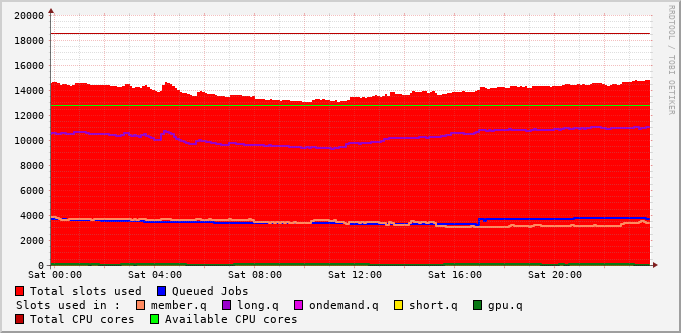 RRDTOOL / TOBI OETIKER
20000
18000
16000
14000
12000
10000
8000
6000
4000
2000
0
Sat 00:00 Sat 04:00 Sat 08:00 Sat 12:00 Sat 16:00 Sat 20:00
Total slots used Queued Jobs
Slots used in : member.q long.q ondemand.q short.q gpu.q
Total CPU cores Available CPU cores